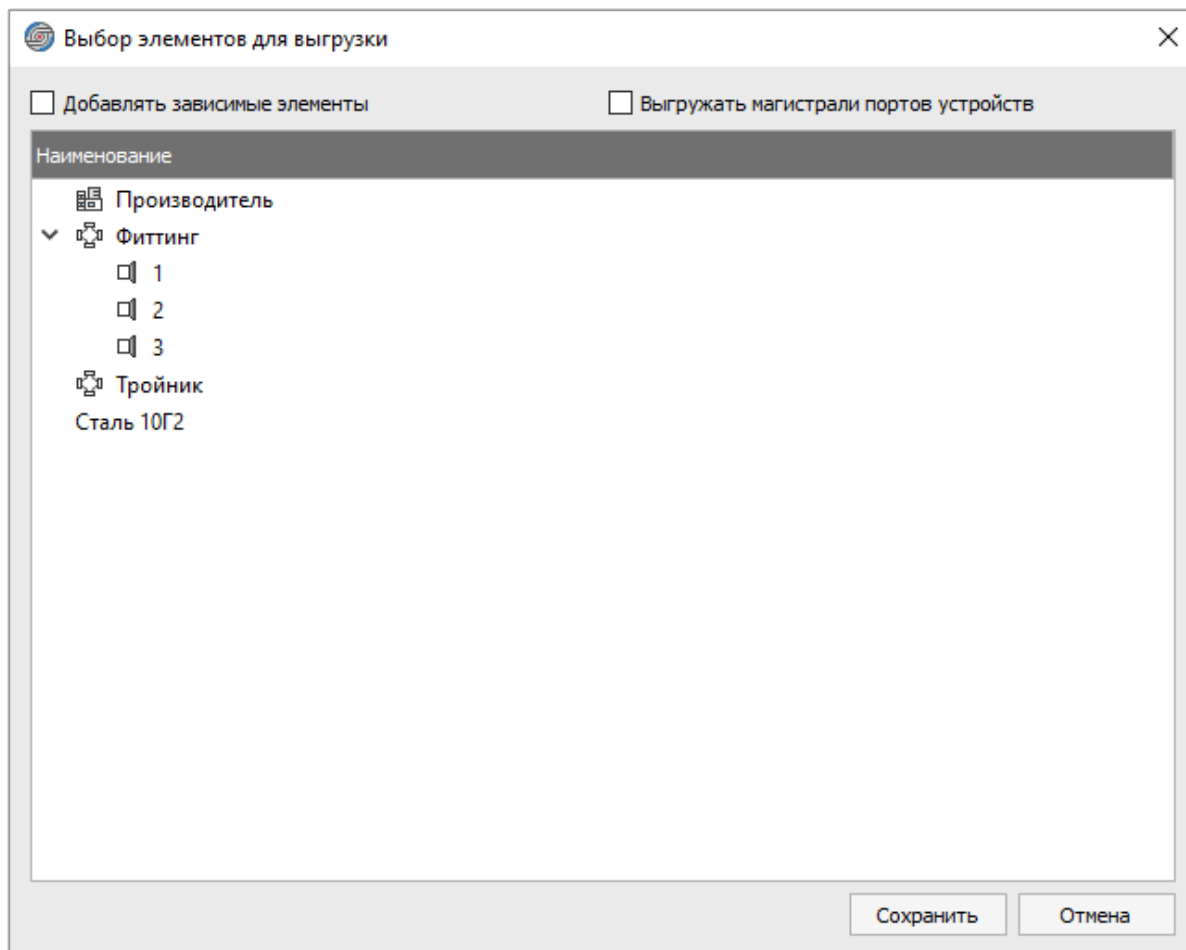 Выбор элементов для выгрузки
Добавлять зависимые элементы Выгружать магистрали портов устройств
Наименование
Производитель
Фиттинг
1
2
3
Тройник
Сталь 10Г2
Сохранить Отмена